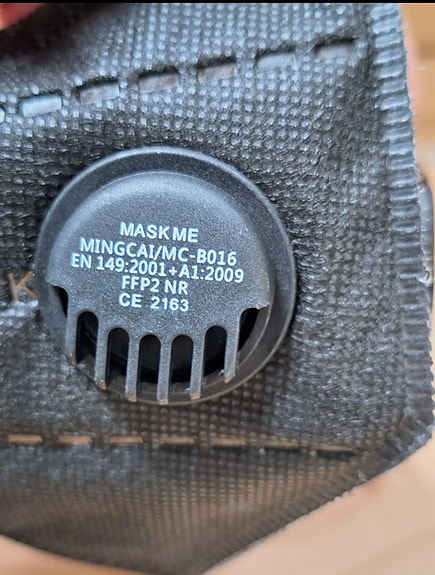 MASK ME
MINGCAI/MC-B016
EN 149:2001+A1:2009
FFP2 NR
CE 2163
K